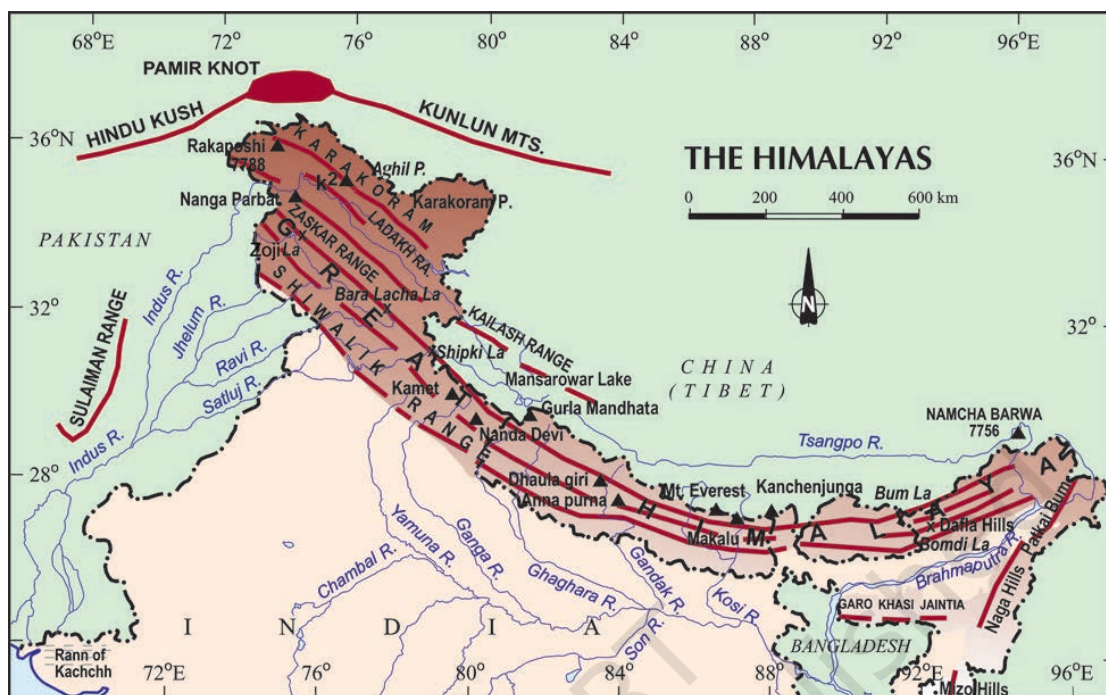 68°E
72°
76°
80°
84°
88°
92°
96°E
PAMIR KNOT
HINDU KUSH
KUNLUN MTS.
36°N
36°N
KARAKORAM
Rakaposhi
7788
Aghil P.
K²
THE HIMALAYAS
0 200 400 600 km
Nanga Parbat
Karakoram P.
LADAKH RA.
ZASKAR RANGE
PAKISTAN
Zoji La
GREAT HIMALAYA
N
Indus R.
Bara Lacha La
32°
32°
Jhelum R.
SHIWALIK RANGE
KAILASH RANGE
SULAIMAN RANGE
Ravi R.
Shipki La
CHINA
(TIBET)
Satluj R.
Kamet
Mansarowar Lake
Gurla Mandhata
NAMCHA BARWA
7756
Nanda Devi
Tsangpo R.
Indus R.
28°
28°
Dhaula giri
Mt. Everest
Kanchenjunga
Bum La
Anna purna
Dafla Hills
Makalu
Bomdi La
Patkai Bum
Yamuna R.
Ganga R.
Brahmaputra R.
Chambal R.
Ghaghara R.
Gandak R.
Kosi R.
GARO KHASI JAINTIA
Naga Hills
INDIA
Son R.
BANGLADESH
Rann of
Kachchh
72°E
76°
80°
84°
88°
92°E
96°E
Mizo Hills